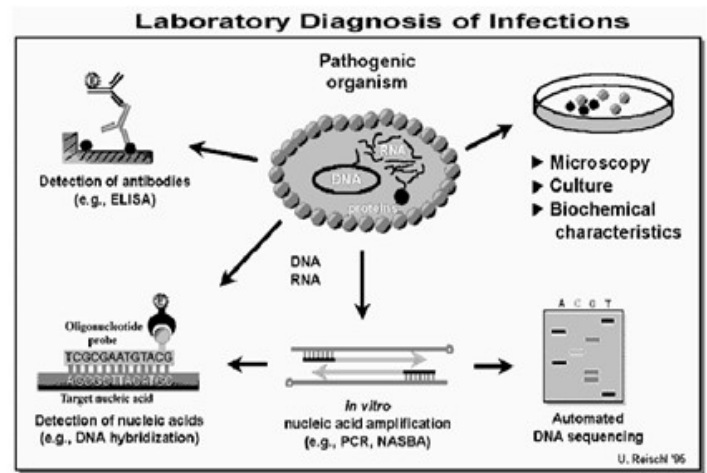 Laboratory Diagnosis of Infections
Pathogenic
organism
RNA
DNA
proteins
Detection of antibodies
(e.g., ELISA)
Microscopy
Culture
Biochemical
characteristics
DNA
RNA
Oligonucleotide
probe
TCGCGAATGTACG
Target nucleic acid
Detection of nucleic acids
(e.g., DNA hybridization)
in vitro
nucleic acid amplification
(e.g., PCR, NASBA)
A C G T
Automated
DNA sequencing
U. Reischl '95